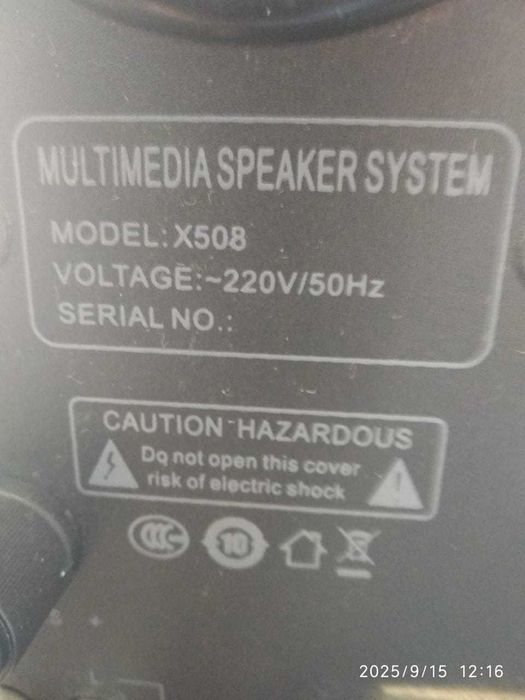 MULTIMEDIA SPEAKER SYSTEM
MODEL: X508
VOLTAGE:~220V/50Hz
SERIAL NO.:
CAUTION HAZARDOUS
Do not open this cover
risk of electric shock
CCC 10
2025/9/15 12:16